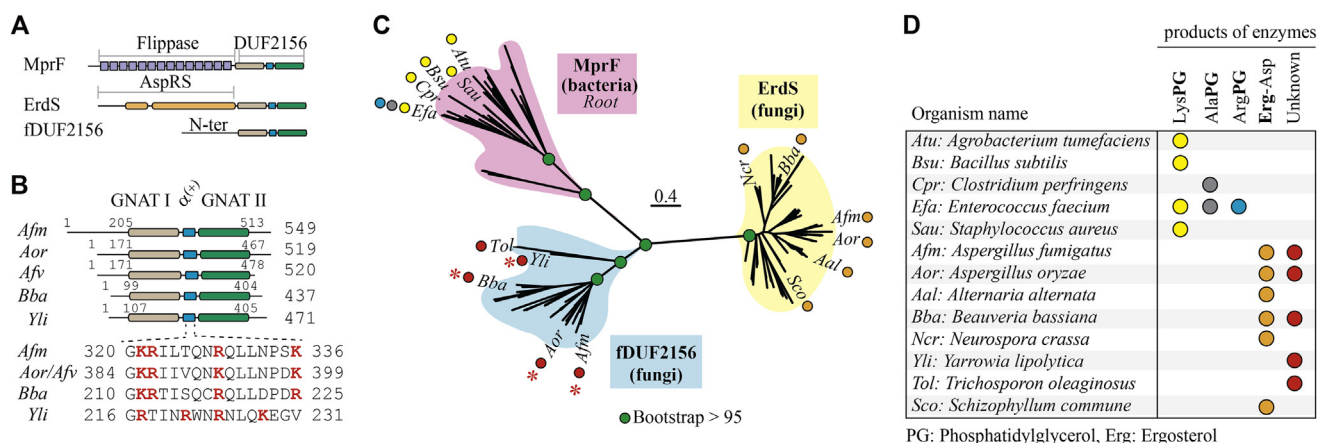 A
Flippase
DUF2156
MprF
AspRS
ErdS
fDUF2156
N-ter
B
GNAT I
α(+)
GNAT II
Afm 1 205 513 549
Aor 1 171 467 519
Afv 1 171 478 520
Bba 1 99 404 437
Yli 1 107 405 471
Afm 320 GKRILTQNRQLLNPSK 336
Aor/Afv 384 GKRIIVQNKQLLNPDK 399
Bba 210 GKRTISQCRQLLDPDR 225
Yli 216 GRTINRWNRNLQKEGV 231
C
MprF
(bacteria)
Root
Atu
Bsu
Sau
Cpr
Efa
ErdS
(fungi)
Ncr
Bba
Afm
Aor
Aal
Sco
0.4
Tol
Yli
*
Bba
*
Aor
*
Afm
*
fDUF2156
(fungi)
Bootstrap > 95
D
products of enzymes
Organism name
LysPG
AlaPG
ArgPG
Erg-Asp
Unknown
Atu: Agrobacterium tumefaciens
Bsu: Bacillus subtilis
Cpr: Clostridium perfringens
Efa: Enterococcus faecium
Sau: Staphylococcus aureus
Afm: Aspergillus fumigatus
Aor: Aspergillus oryzae
Aal: Alternaria alternata
Bba: Beauveria bassiana
Ncr: Neurospora crassa
Yli: Yarrowia lipolytica
Tol: Trichosporon oleaginosus
Sco: Schizophyllum commune
PG: Phosphatidylglycerol, Erg: Ergosterol